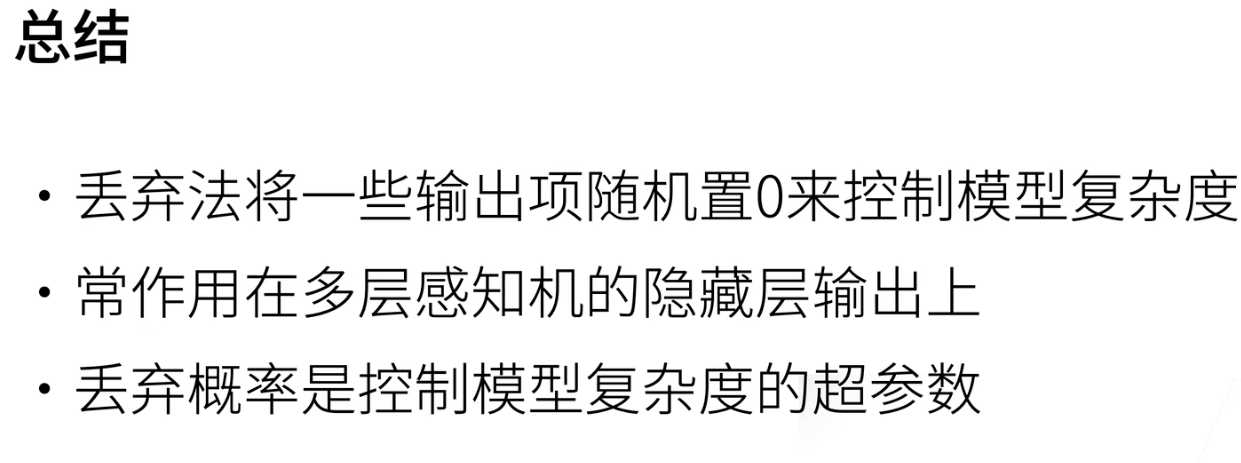 总结
• 丢弃法将一些输出项随机置0来控制模型复杂度
• 常作用在多层感知机的隐藏层输出上
• 丢弃概率是控制模型复杂度的超参数